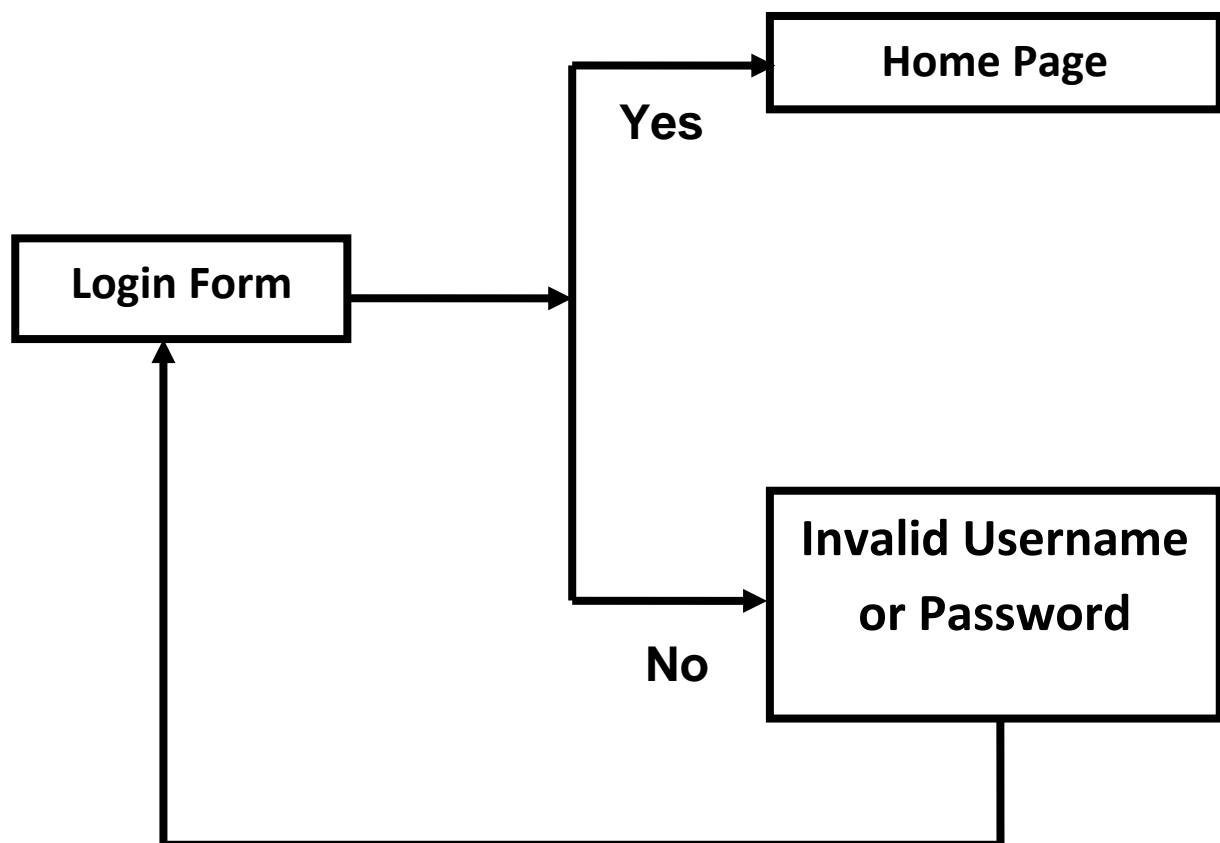 Home Page
Yes
Login Form
Invalid Username
or Password
No